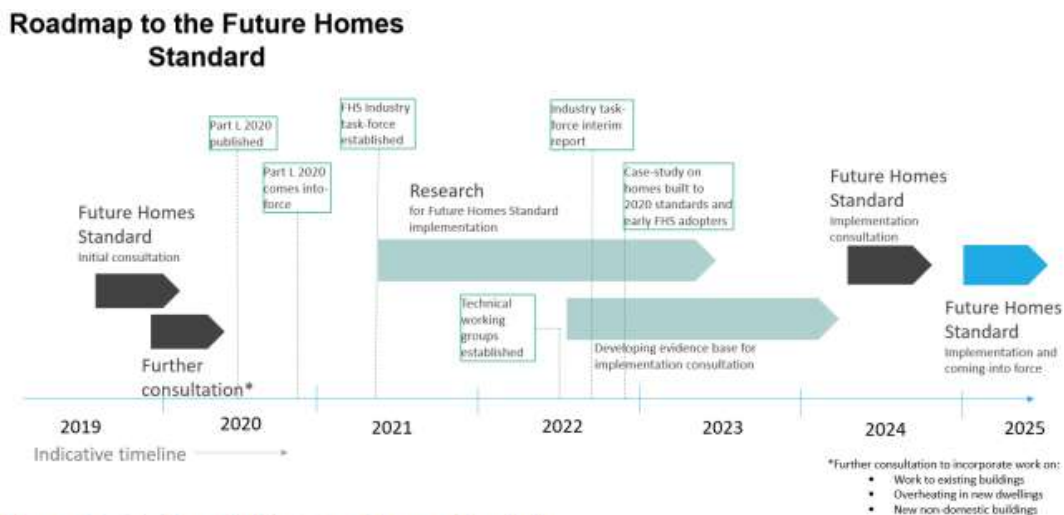 Roadmap to the Future Homes
Standard
Part L 2020
published
Part L 2020
comes into-
force
FHS Industry
task-force
established
Industry task-
force interim
report
Case-study on
homes built to
2020 standards and
early FHS adopters
Future Homes
Standard
Initial consultation
Further
consultation*
Research
for Future Homes Standard
implementation
Technical
working
groups
established
Developing evidence base for
implementation consultation
Future Homes
Standard
Implementation
consultation
Future Homes
Standard
Implementation and
coming-into force
2019
2020
2021
2022
2023
2024
2025
Indicative timeline
*Further consultation to incorporate work on:
• Work to existing buildings
• Overheating in new dwellings
• New non-domestic buildings